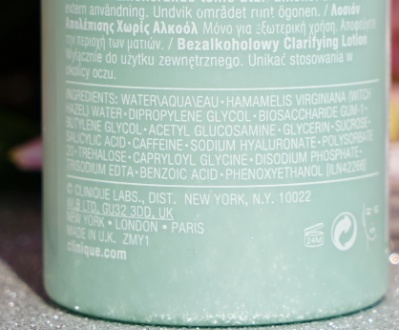 extern användning. Undvik området runt ögonen. / Λοσιόν
Απολέπισης Χωρίς Αλκοόλ Μόνο για εξωτερική χρήση. Αποφεύγετε
την περιοχή των ματιών. / Bezalkoholowy Clarifying Lotion
Wyłącznie do użytku zewnętrznego. Unikać stosowania w
okolicy oczu.
INGREDIENTS: WATER\AQUA\EAU • HAMAMELIS VIRGINIANA (WITCH
HAZEL) WATER • DIPROPYLENE GLYCOL • BIOSACCHARIDE GUM-1 •
BUTYLENE GLYCOL • ACETYL GLUCOSAMINE • GLYCERIN • SUCROSE •
SALICYLIC ACID • CAFFEINE • SODIUM HYALURONATE • POLYSORBATE
20 • TREHALOSE • CAPRYLOYL GLYCINE • DISODIUM PHOSPHATE •
TRISODIUM EDTA • BENZOIC ACID • PHENOXYETHANOL [ILN42268]
© CLINIQUE LABS., DIST. NEW YORK, N.Y. 10022
WLB LTD, GU32 3DD, UK
NEW YORK • LONDON • PARIS
MADE IN U.K. ZMY1
clinique.com
24M